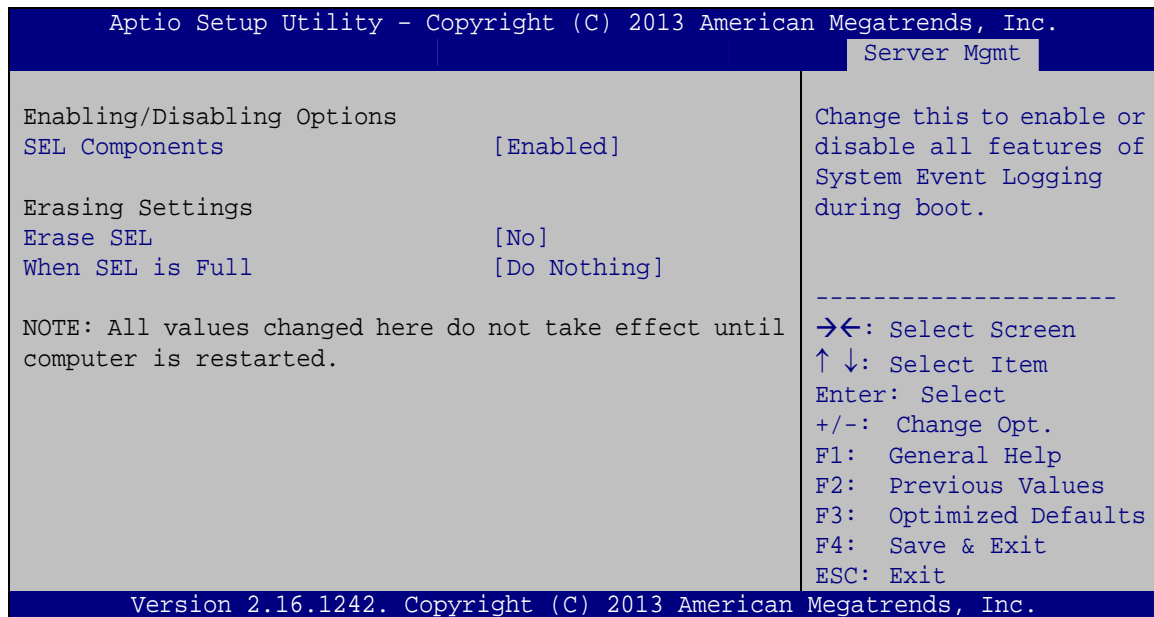 Aptio Setup Utility – Copyright (C) 2013 American Megatrends, Inc.
Server Mgmt
Enabling/Disabling Options
SEL Components [Enabled]
Erasing Settings
Erase SEL [No]
When SEL is Full [Do Nothing]
NOTE: All values changed here do not take effect until
computer is restarted.
Change this to enable or
disable all features of
System Event Logging
during boot.
---------------------
→←: Select Screen
↑ ↓: Select Item
Enter: Select
+/-: Change Opt.
F1: General Help
F2: Previous Values
F3: Optimized Defaults
F4: Save & Exit
ESC: Exit
Version 2.16.1242. Copyright (C) 2013 American Megatrends, Inc.